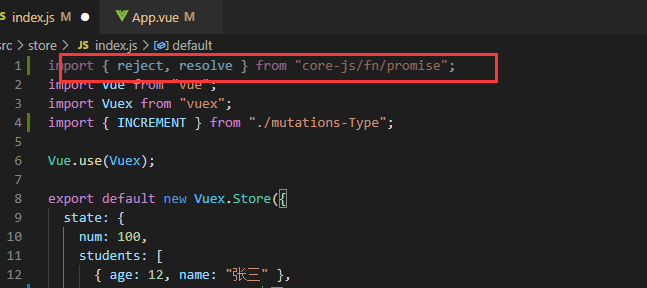 index.js
App.vue
M
src > store > index.js > default
1 import { reject, resolve } from "core-js/fn/promise";
2 import Vue from "vue";
3 import Vuex from "vuex";
4 import { INCREMENT } from "./mutations-Type";
5
6 Vue.use(Vuex);
7
8 export default new Vuex.Store({
9 state: {
10 num: 100,
11 students: [
12 { age: 12, name: "张三" },